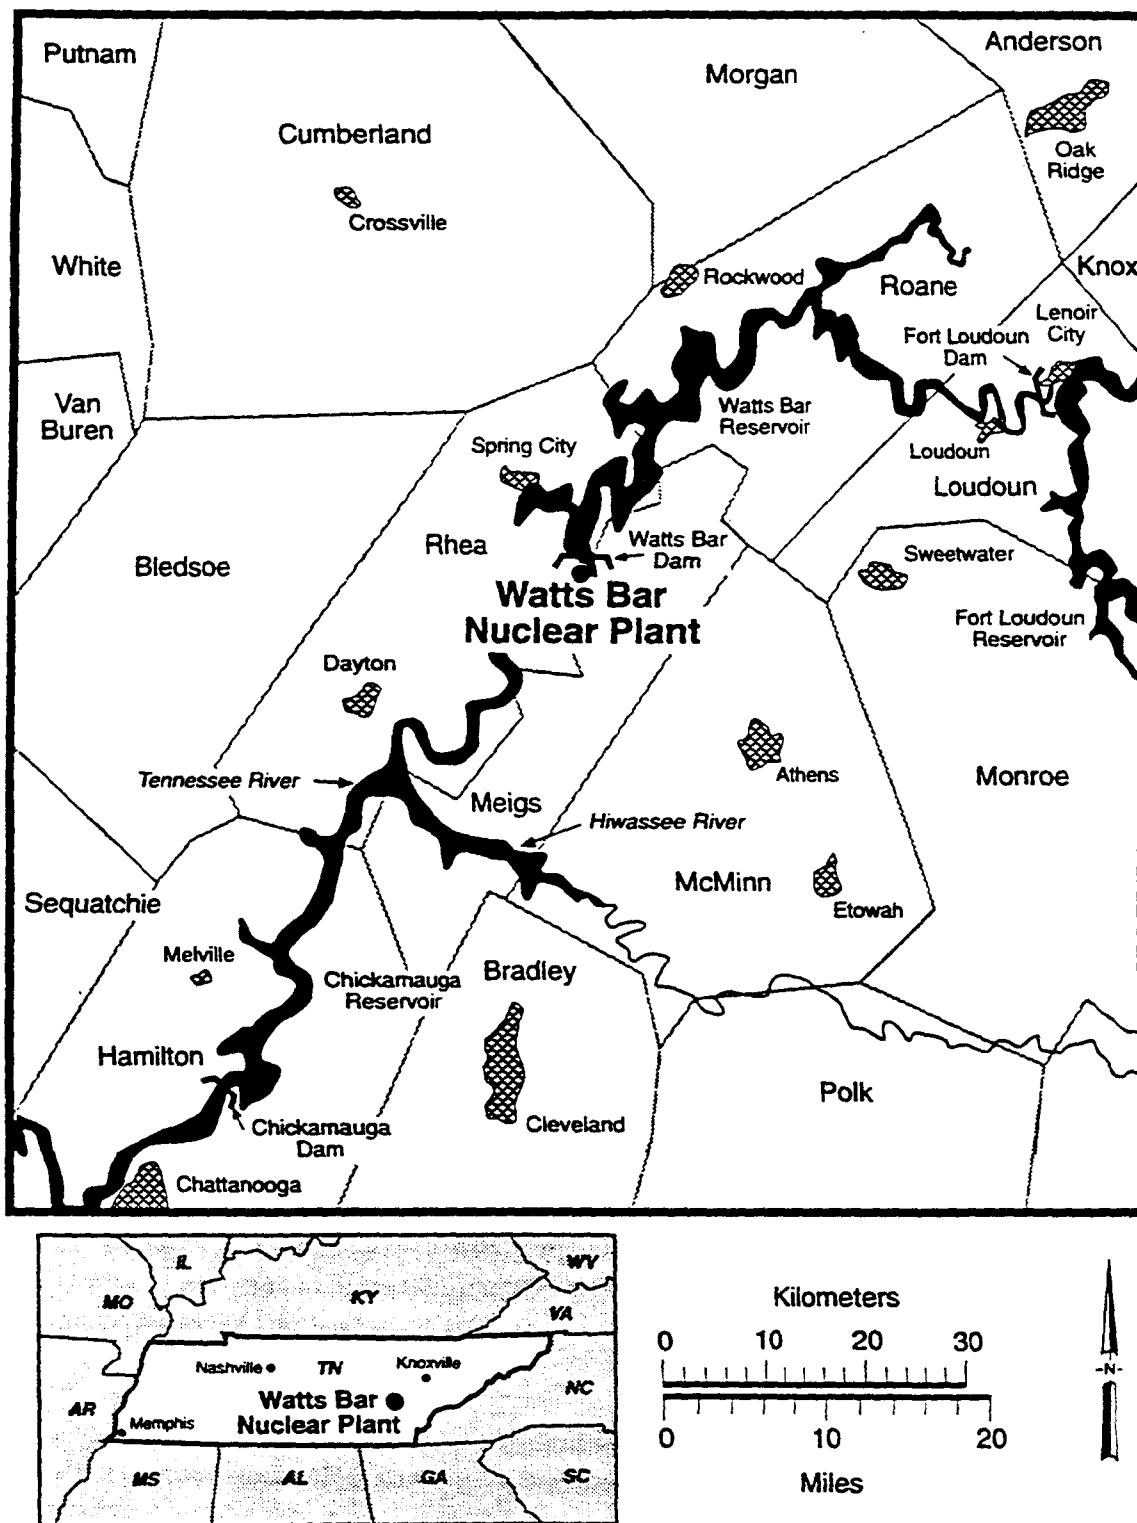 Putnam
Anderson
Morgan
Cumberland
Oak
Ridge
Crossville
White
Knox
Rockwood
Roane
Lenoir
City
Fort Loudoun
Dam
Van
Buren
Watts Bar
Reservoir
Spring City
Loudoun
Loudoun
Rhea
Watts Bar
Dam
Sweetwater
Bledsoe
Watts Bar
Nuclear Plant
Fort Loudoun
Reservoir
Dayton
Athens
Monroe
Tennessee River
Meigs
Hiwassee River
McMinn
Sequatchie
Etowah
Melville
Chickamauga
Reservoir
Bradley
Hamilton
Polk
Chickamauga
Dam
Cleveland
Chattanooga
IL
WV
MO
KY
VA
Nashville
TN
Knoxville
Watts Bar
Nuclear Plant
NC
AR
Memphis
MS
AL
GA
SC
Kilometers
0 10 20 30
0 10 20
Miles
-N-